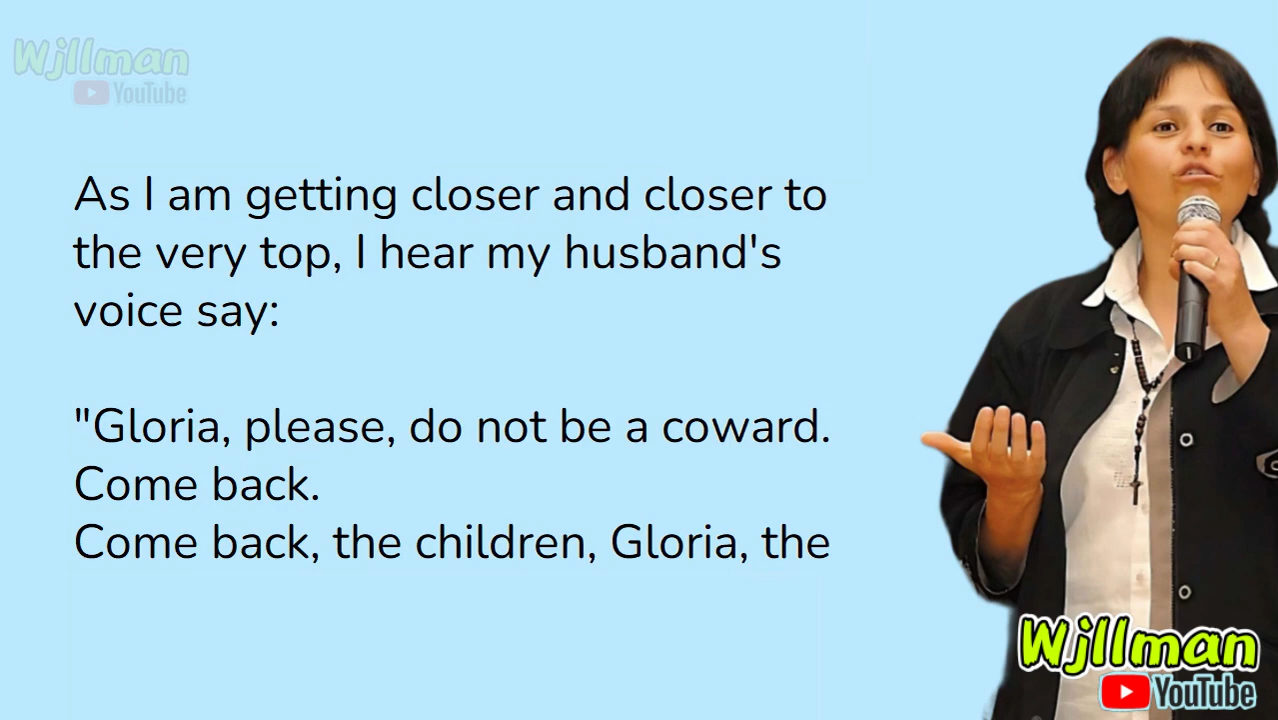 Wjllman
YouTube
As I am getting closer and closer to
the very top, I hear my husband's
voice say:
"Gloria, please, do not be a coward.
Come back.
Come back, the children, Gloria, the
Wjllman
YouTube